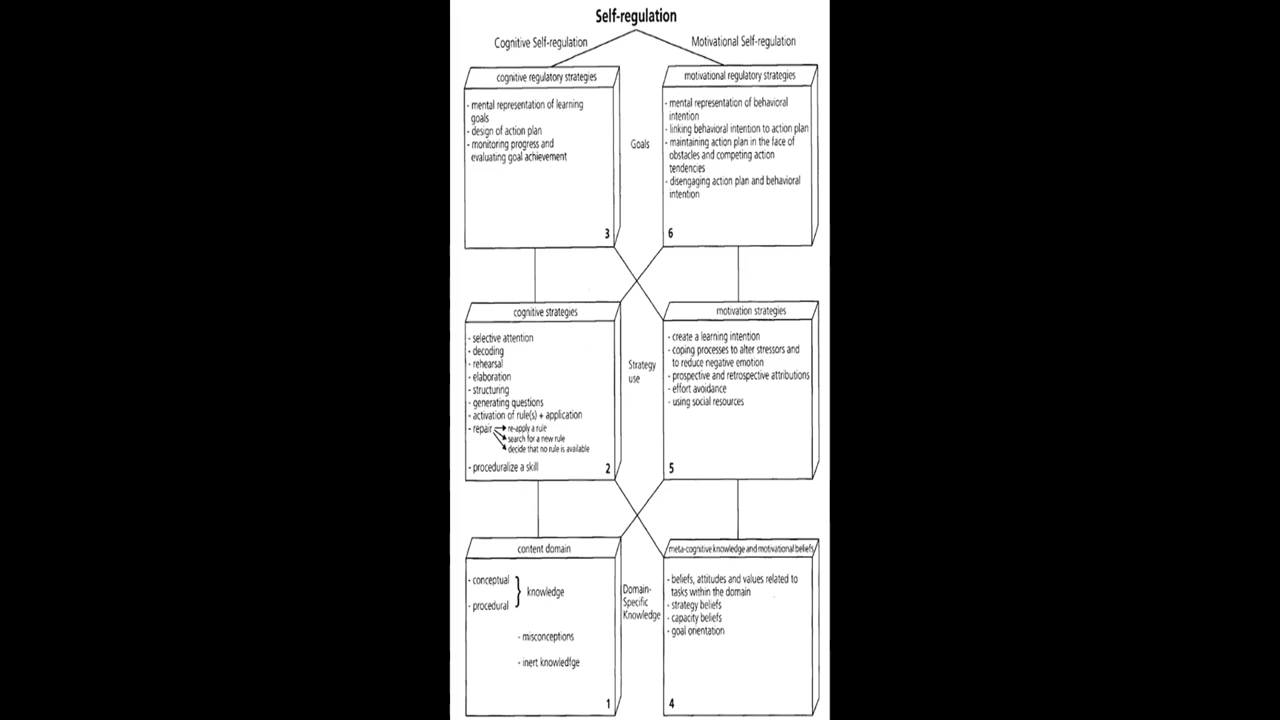 Self-regulation
Cognitive Self-regulation
Motivational Self-regulation
cognitive regulatory strategies
- mental representation of learning
goals
- design of action plan
- monitoring progress and
evaluating goal achievement
3
Goals
motivational regulatory strategies
- mental representation of behavioral
intention
- linking behavioral intention to action plan
- maintaining action plan in the face of
obstacles and competing action
tendencies
- disengaging action plan and behavioral
intention
6
cognitive strategies
- selective attention
- decoding
- rehearsal
- elaboration
- structuring
- generating questions
- activation of rule(s) + application
- repair → re-apply a rule
search for a new rule
decide that no rule is available
- proceduralize a skill
2
Strategy
use
motivation strategies
- create a learning intention
- coping processes to alter stressors and
to reduce negative emotion
- prospective and retrospective attributions
- effort avoidance
- using social resources
5
content domain
- conceptual
- procedural
} knowledge
- misconceptions
- inert knowledfge
1
Domain-
Specific
Knowledge
meta-cognitive knowledge and motivational beliefs
- beliefs, attitudes and values related to
tasks within the domain
- strategy beliefs
- capacity beliefs
- goal orientation
4